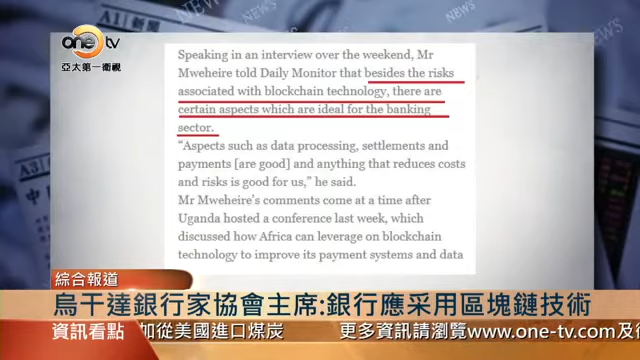 one tv
亞太第一衛視
NEWS
NEWS
NEWS
Speaking in an interview over the weekend, Mr
Mweheire told Daily Monitor that besides the risks
associated with blockchain technology, there are
certain aspects which are ideal for the banking
sector.
“Aspects such as data processing, settlements and
payments [are good] and anything that reduces costs
and risks is good for us,” he said.
Mr Mweheire's comments come at a time after
Uganda hosted a conference last week, which
discussed how Africa can leverage on blockchain
technology to improve its payment systems and data
綜合報道
烏干達銀行家協會主席:銀行應采用區塊鏈技術
資訊看點
加從美國進口煤炭 更多資訊請瀏覽www.one-tv.com及